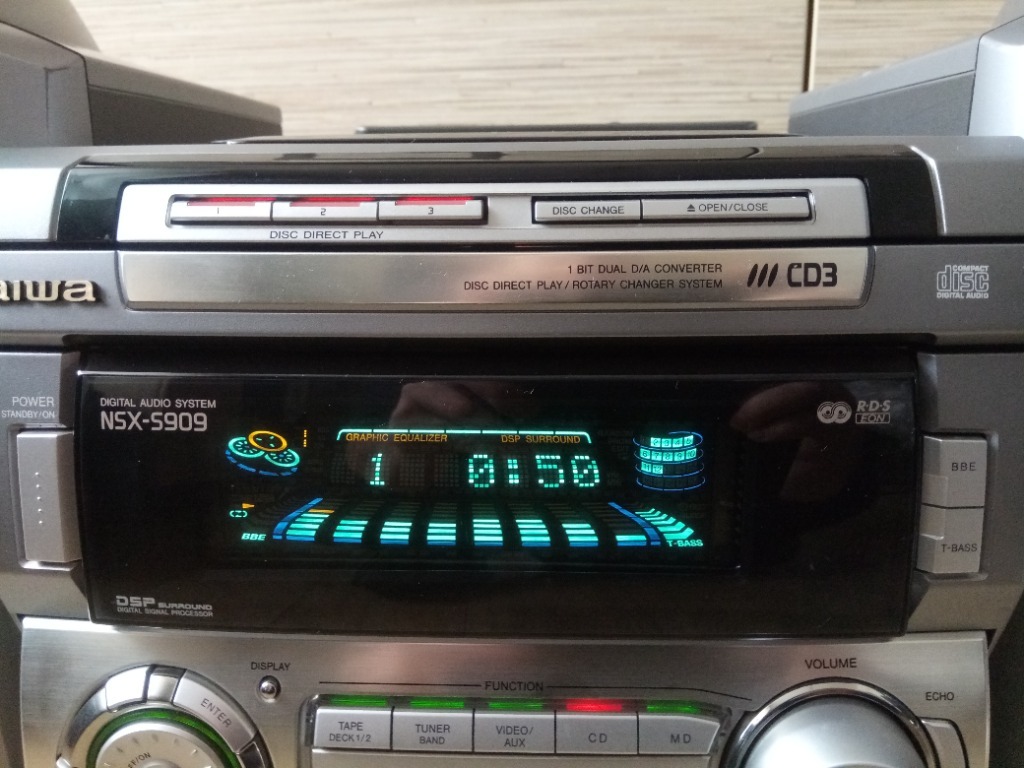 1 2 3
DISC CHANGE
OPEN/CLOSE
DISC DIRECT PLAY
aiwa
1 BIT DUAL D/A CONVERTER
DISC DIRECT PLAY / ROTARY CHANGER SYSTEM
CD3
COMPACT
disc
DIGITAL AUDIO
POWER
STANDBY/ON
DIGITAL AUDIO SYSTEM
NSX-S909
R·D·S
EON
GRAPHIC EQUALIZER DSP SURROUND
1 0:50
BBE
T-BASS
BBE
T-BASS
DSP SURROUND
DIGITAL SIGNAL PROCESSOR
DISPLAY
ENTER
FUNCTION
TAPE
DECK 1/2
TUNER
BAND
VIDEO/
AUX
CD
MD
VOLUME
ECHO